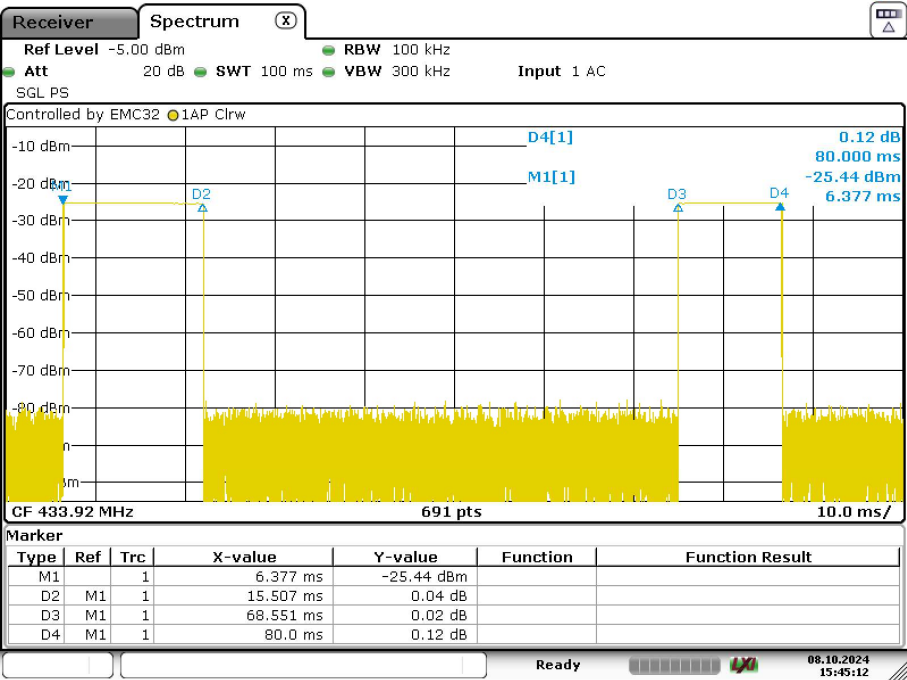 Receiver
Spectrum
X
Ref Level -5.00 dBm
RBW 100 kHz
Att 20 dB
SWT 100 ms
VBW 300 kHz
Input 1 AC
SGL PS
Controlled by EMC32
1AP Clrw
D4[1] 0.12 dB
80.000 ms
M1[1] -25.44 dBm
6.377 ms
-10 dBm
-20 dBm
M1
D2
D3
D4
-30 dBm
-40 dBm
-50 dBm
-60 dBm
-70 dBm
-80 dBm
CF 433.92 MHz
691 pts
10.0 ms/
Marker
Type Ref Trc X-value Y-value Function Function Result
M1 1 6.377 ms -25.44 dBm
D2 M1 1 15.507 ms 0.04 dB
D3 M1 1 68.551 ms 0.02 dB
D4 M1 1 80.0 ms 0.12 dB
Ready
LXI
08.10.2024
15:45:12